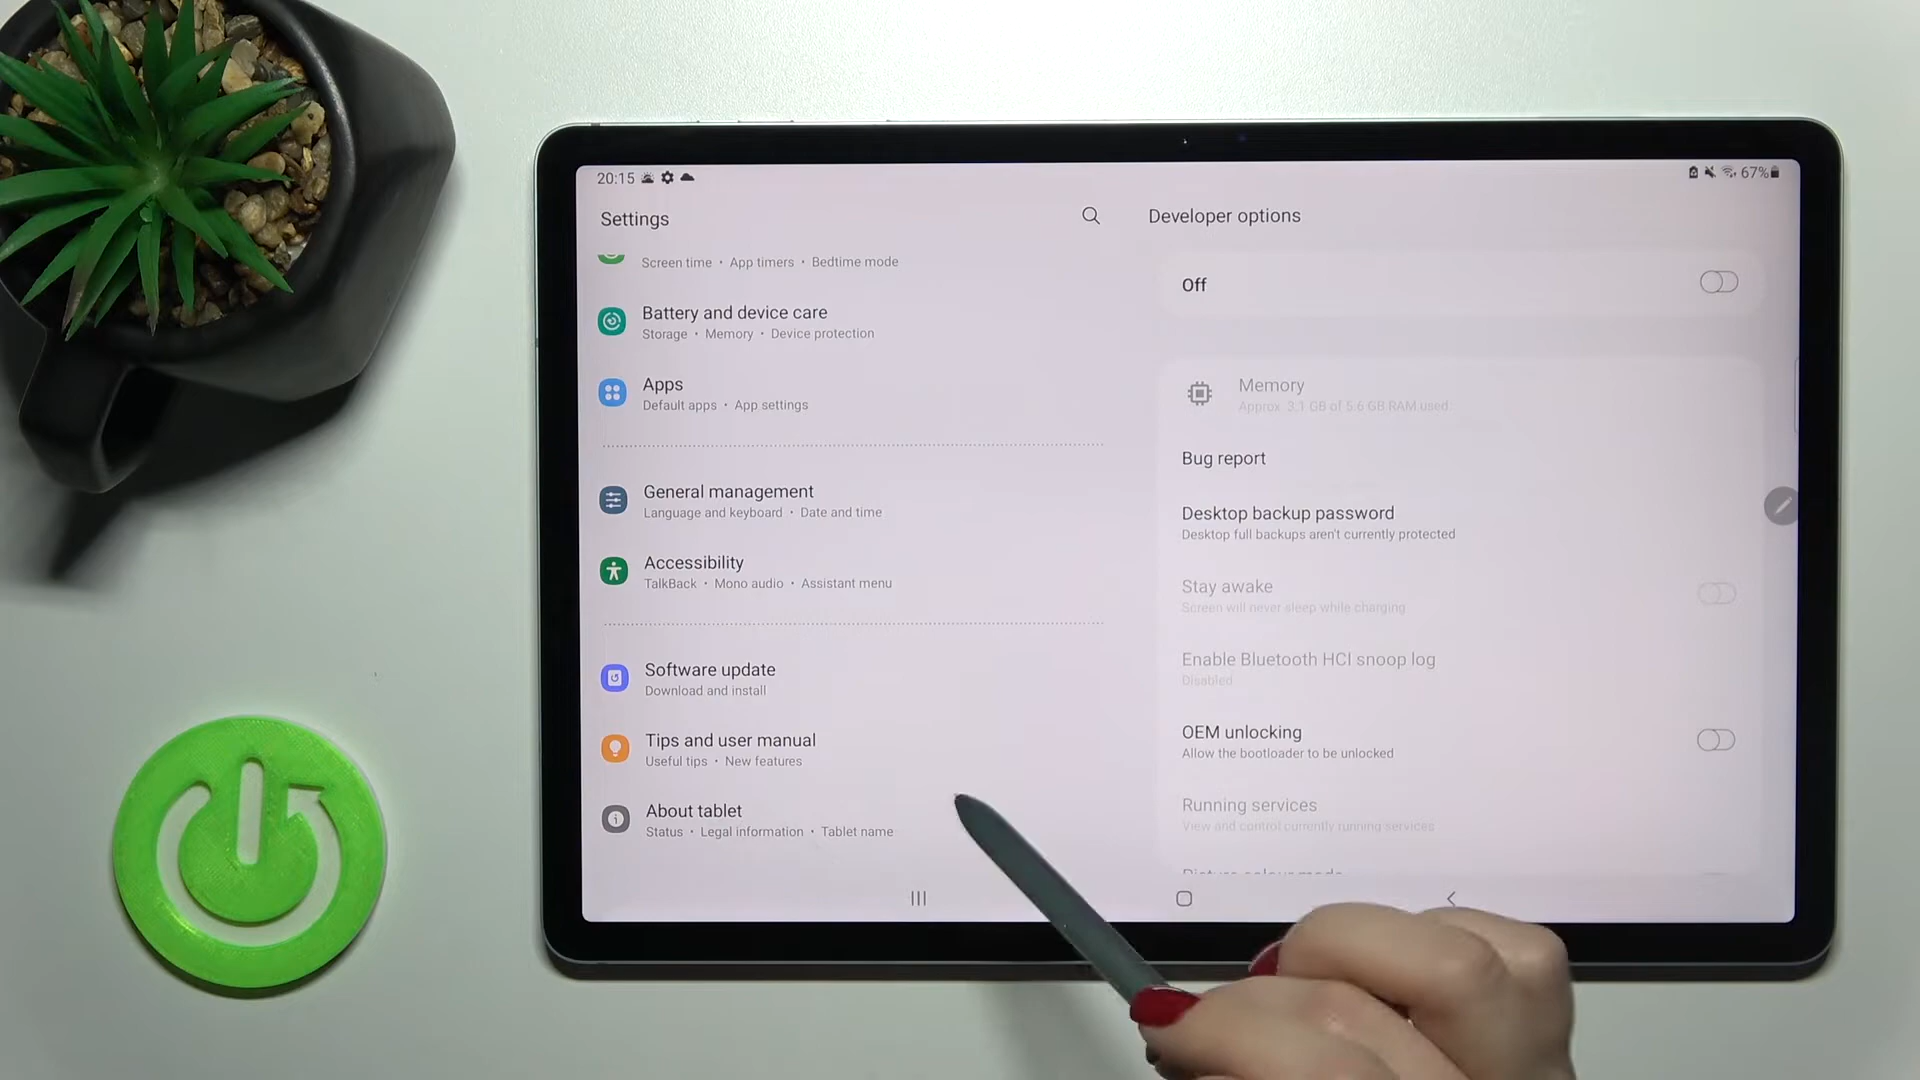 20:15
67%
Settings
Screen time • App timers • Bedtime mode
Battery and device care
Storage • Memory • Device protection
Apps
Default apps • App settings
General management
Language and keyboard • Date and time
Accessibility
TalkBack • Mono audio • Assistant menu
Software update
Download and install
Tips and user manual
Useful tips • New features
About tablet
Status • Legal information • Tablet name
Developer options
Off
Memory
Approx. 3.1 GB of 5.6 GB RAM used.
Bug report
Desktop backup password
Desktop full backups aren't currently protected
Stay awake
Screen will never sleep while charging
Enable Bluetooth HCI snoop log
Disabled
OEM unlocking
Allow the bootloader to be unlocked
Running services
View and control currently running services
Picture colour mode